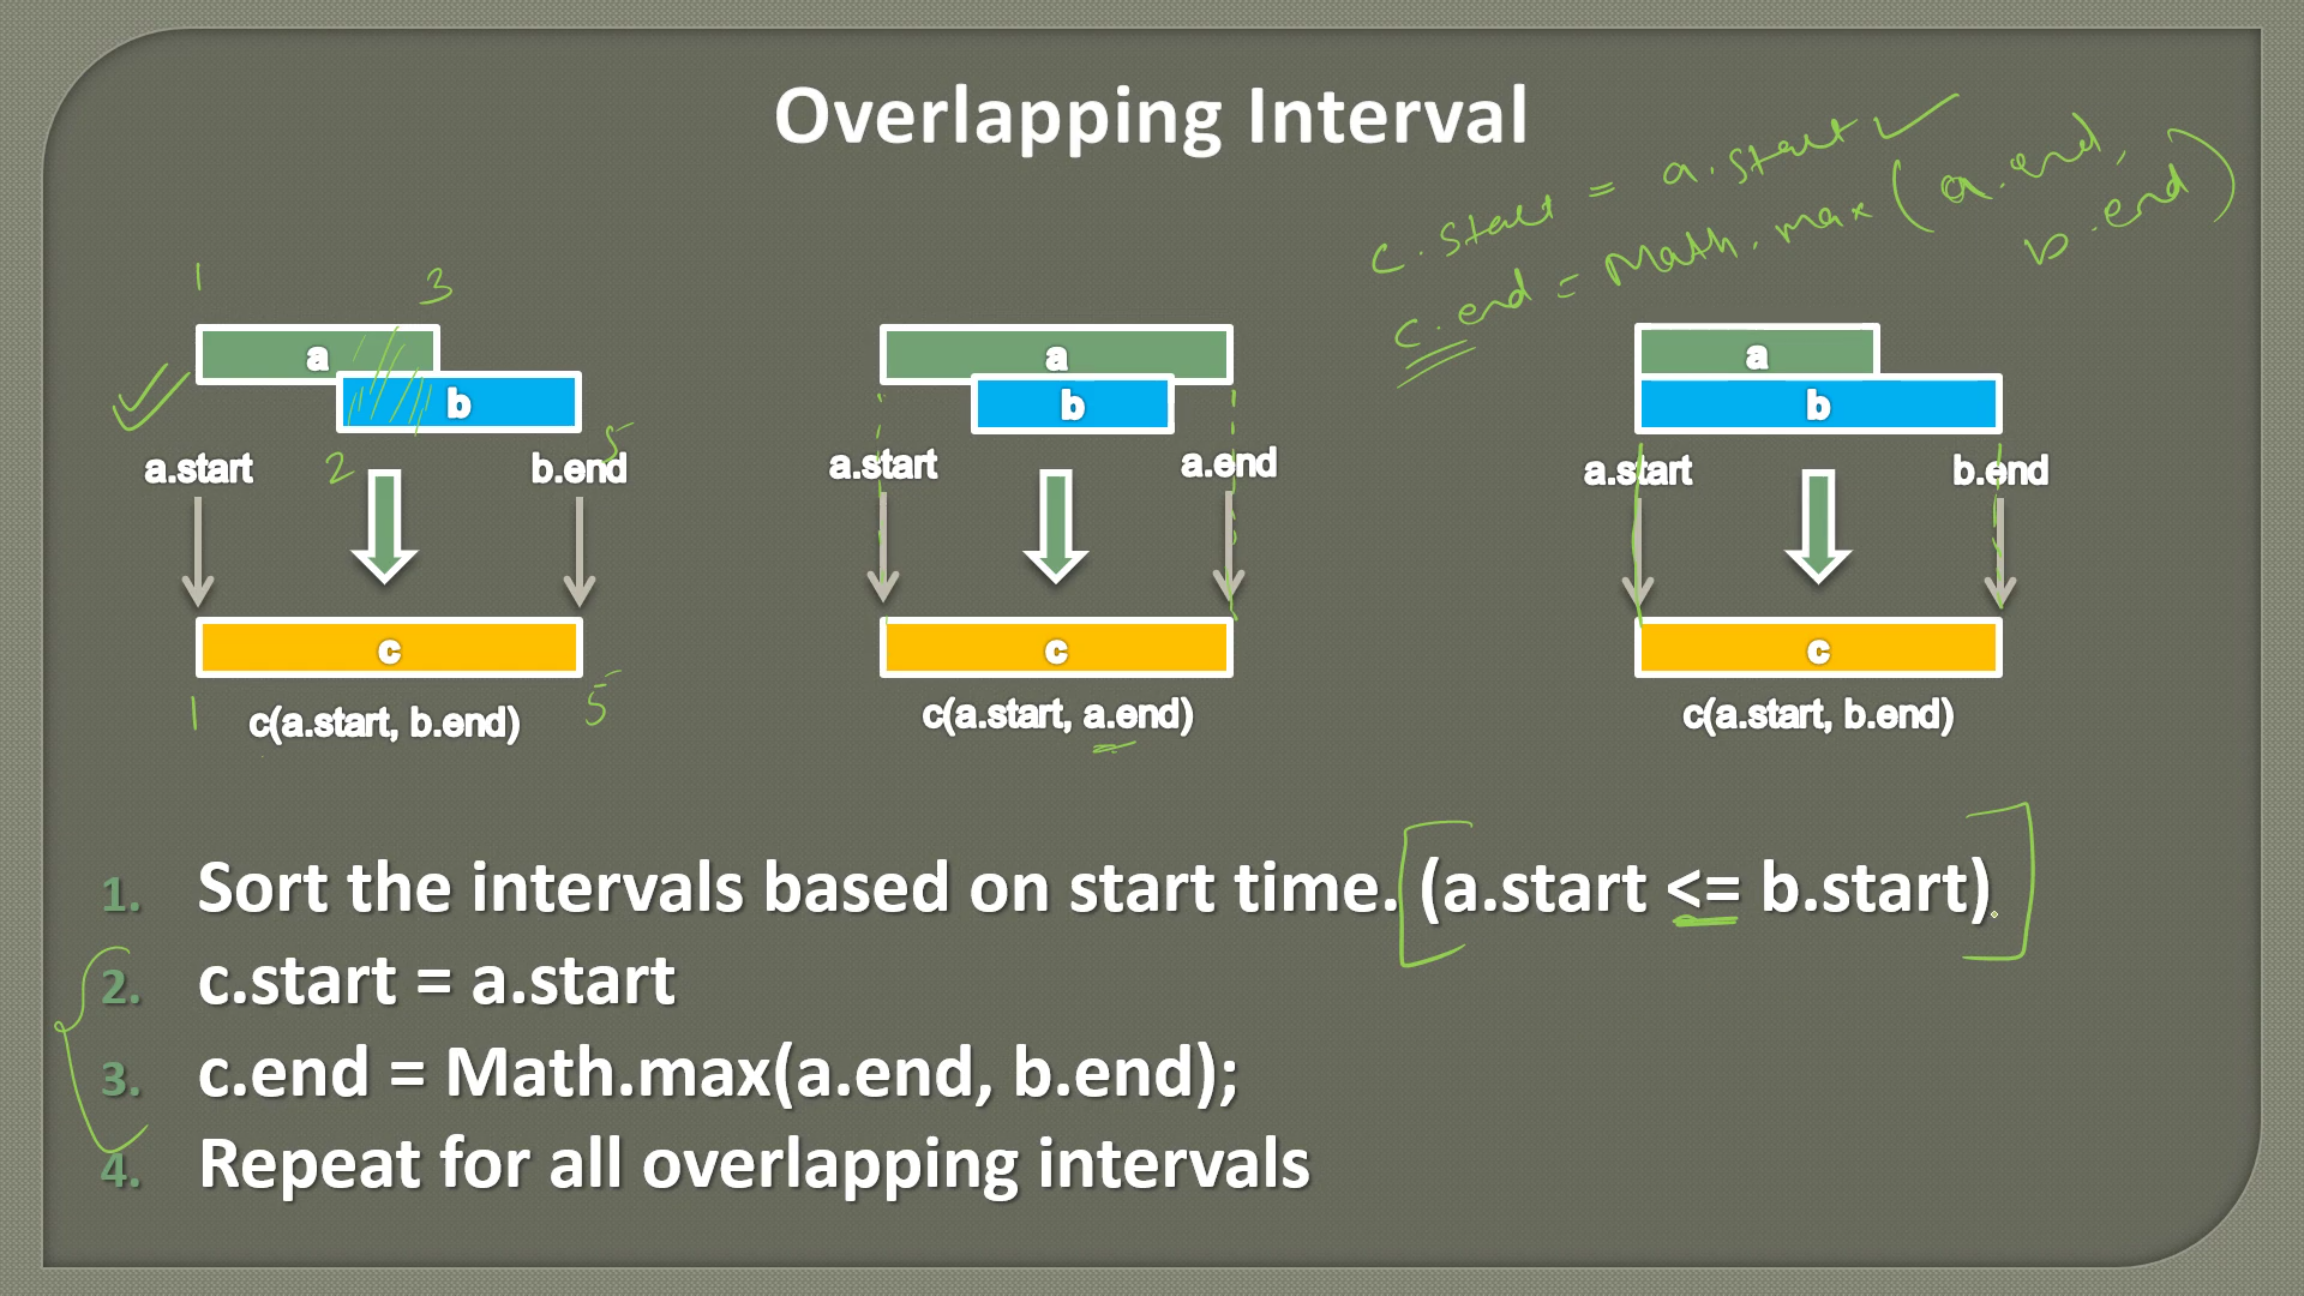 Overlapping Interval
c.start = a.start
c.end = Math.max(a.end,
b.end)
1
3
a
b
a
b
a
b
2
5
a.start
b.end
a.start
a.end
a.start
b.end
c
c
c
1
5
c(a.start, b.end)
c(a.start, a.end)
c(a.start, b.end)
1. Sort the intervals based on start time. (a.start <= b.start)
2. c.start = a.start
3. c.end = Math.max(a.end, b.end);
4. Repeat for all overlapping intervals